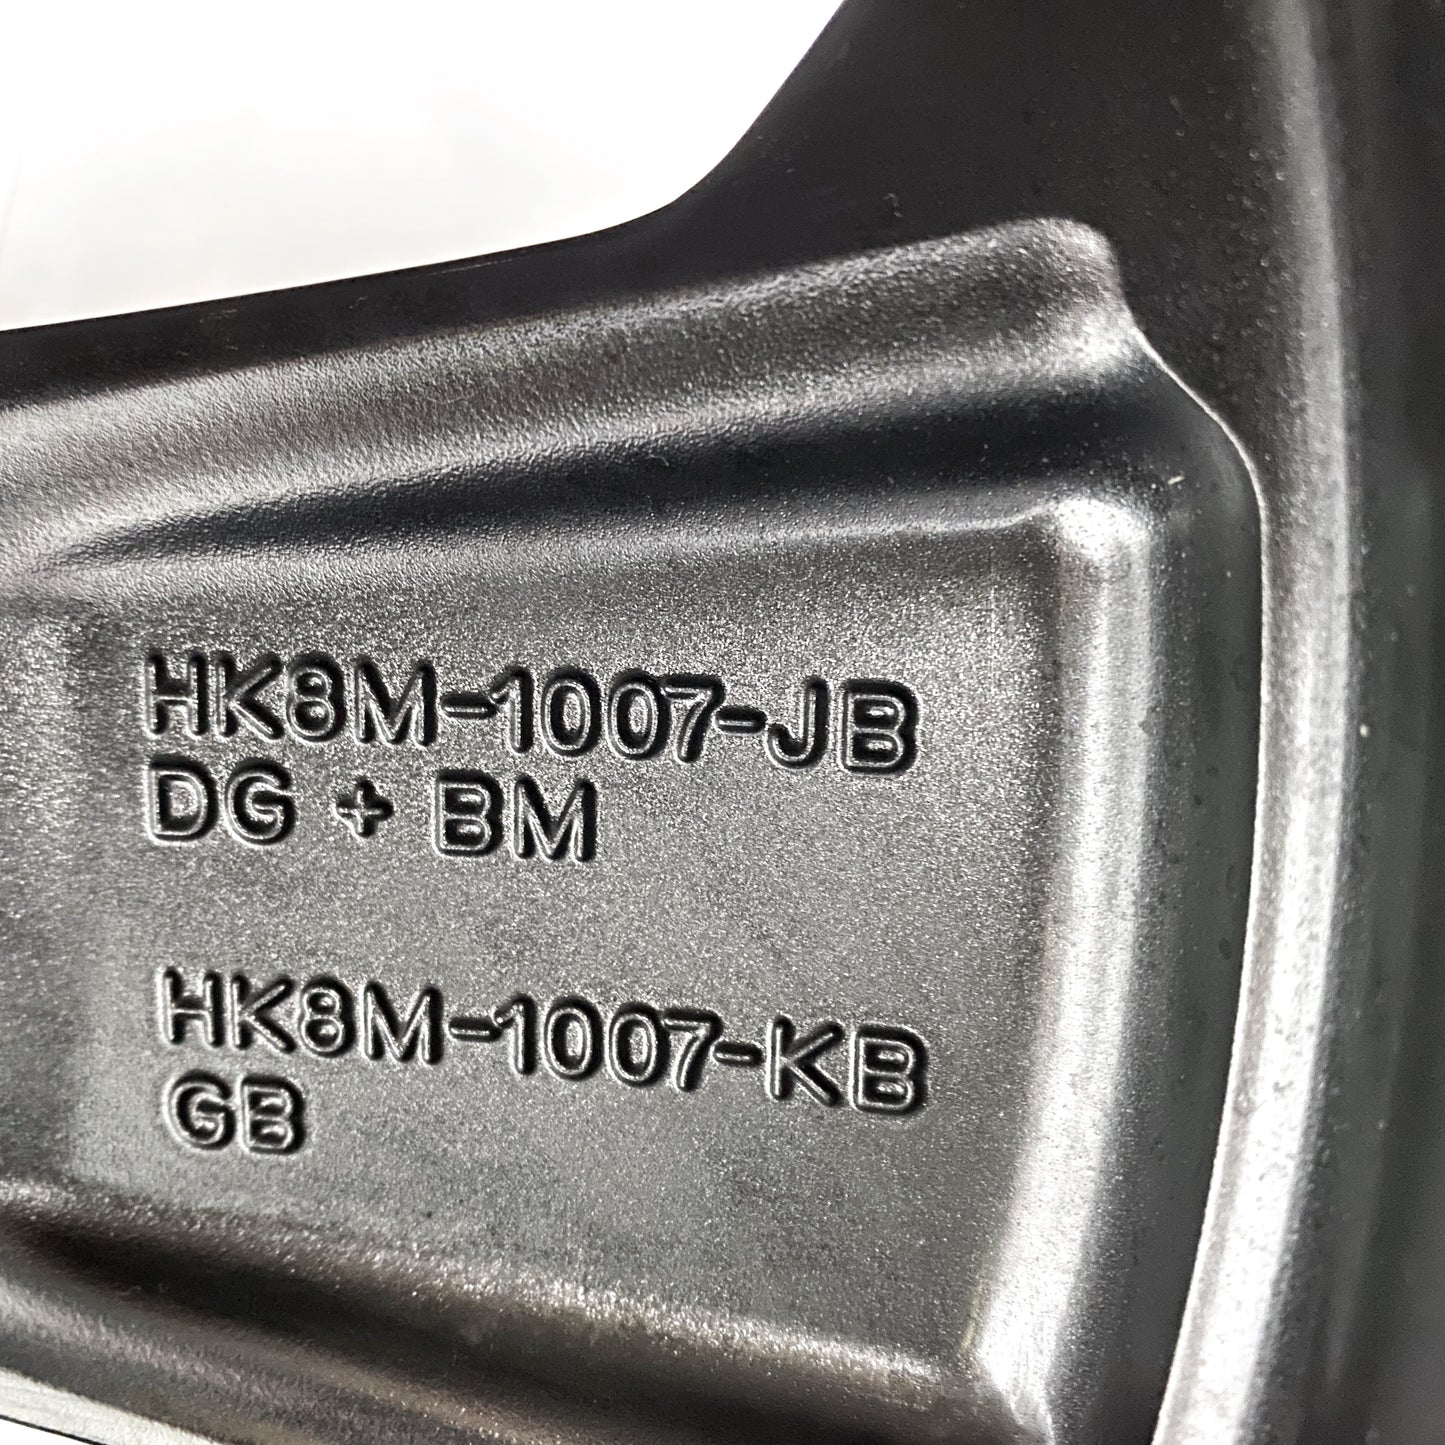 HK8M-1007-JB
DG + BM
HK8M-1007-KB
GB